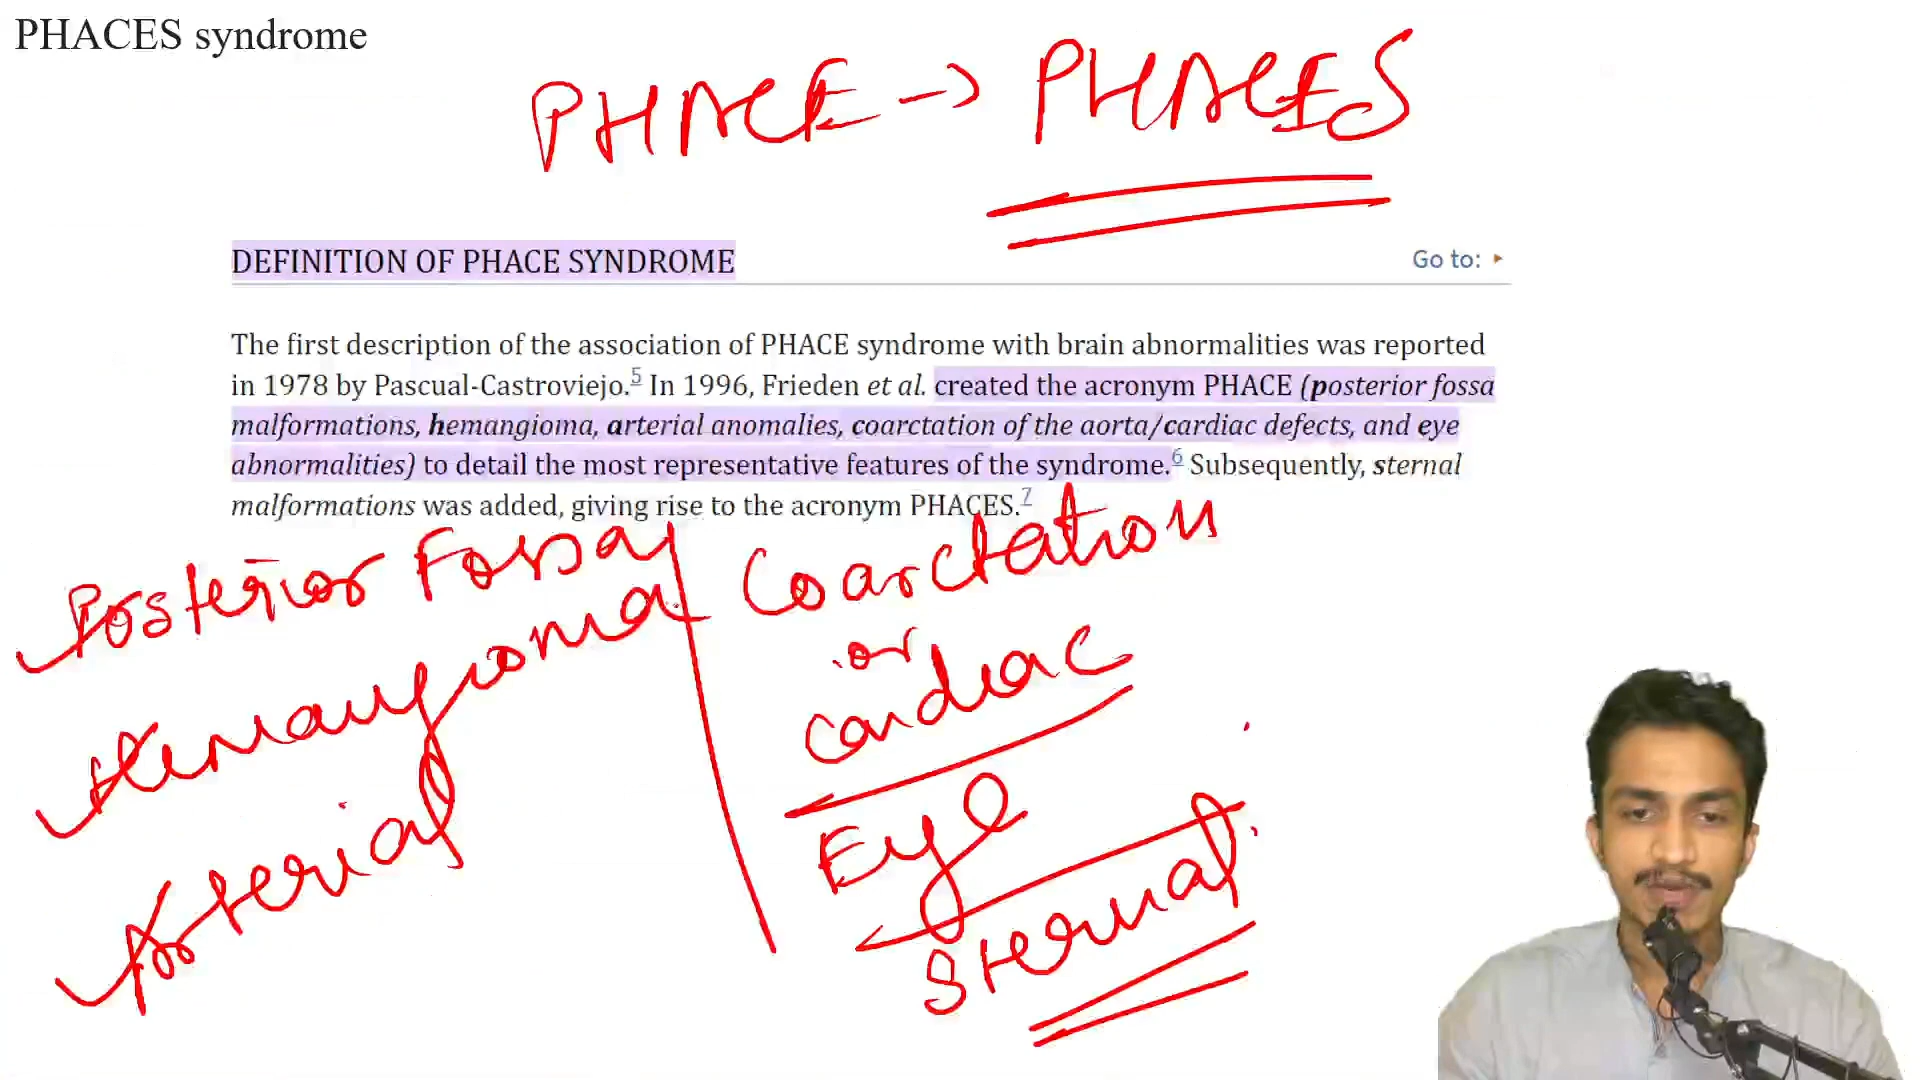 PHACES syndrome
PHACE -> PHACES
DEFINITION OF PHACE SYNDROME
Go to:
The first description of the association of PHACE syndrome with brain abnormalities was reported
in 1978 by Pascual-Castroviejo.5 In 1996, Frieden et al. created the acronym PHACE (posterior fossa
malformations, hemangioma, arterial anomalies, coarctation of the aorta/cardiac defects, and eye
abnormalities) to detail the most representative features of the syndrome.6 Subsequently, sternal
malformations was added, giving rise to the acronym PHACES.7
Posterior Fossa
Hemangioma
Arterial
Coarctation
or
cardiac
Eye
Sternal